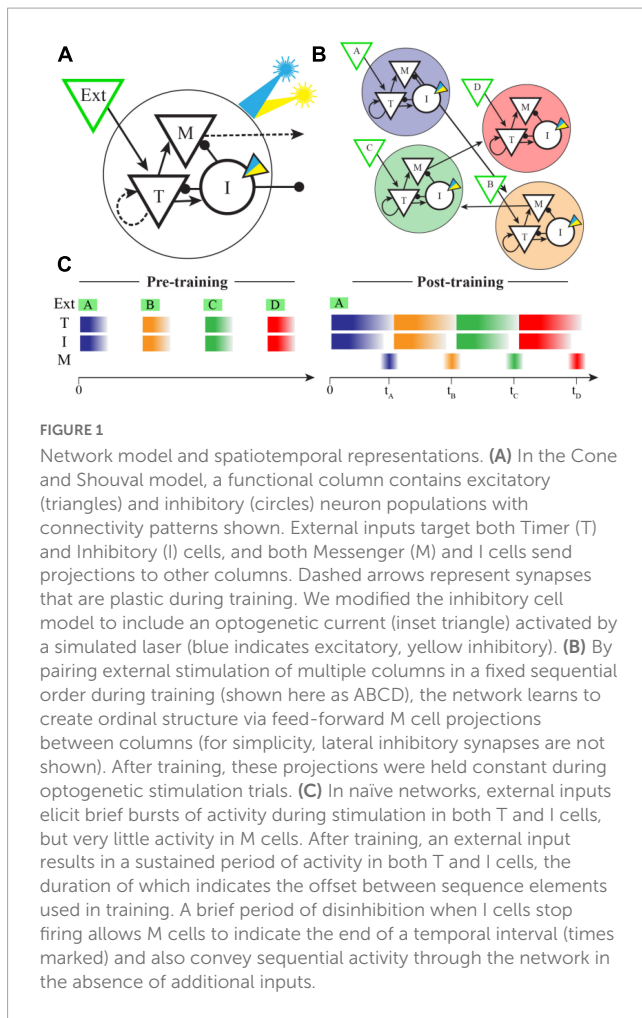 A
Ext
M
T
I
B
A
M
T
I
D
M
T
I
C
M
T
I
B
M
T
I
C
Pre-training
Post-training
Ext A B C D A
T
I
M
0
0 tA tB tC tD
FIGURE 1
Network model and spatiotemporal representations. (A) In the Cone
and Shouval model, a functional column contains excitatory
(triangles) and inhibitory (circles) neuron populations with
connectivity patterns shown. External inputs target both Timer (T)
and Inhibitory (I) cells, and both Messenger (M) and I cells send
projections to other columns. Dashed arrows represent synapses
that are plastic during training. We modified the inhibitory cell
model to include an optogenetic current (inset triangle) activated by
a simulated laser (blue indicates excitatory, yellow inhibitory). (B) By
pairing external stimulation of multiple columns in a fixed sequential
order during training (shown here as ABCD), the network learns to
create ordinal structure via feed-forward M cell projections
between columns (for simplicity, lateral inhibitory synapses are not
shown). After training, these projections were held constant during
optogenetic stimulation trials. (C) In naïve networks, external inputs
elicit brief bursts of activity during stimulation in both T and I cells,
but very little activity in M cells. After training, an external input
results in a sustained period of activity in both T and I cells, the
duration of which indicates the offset between sequence elements
used in training. A brief period of disinhibition when I cells stop
firing allows M cells to indicate the end of a temporal interval (times
marked) and also convey sequential activity through the network in
the absence of additional inputs.